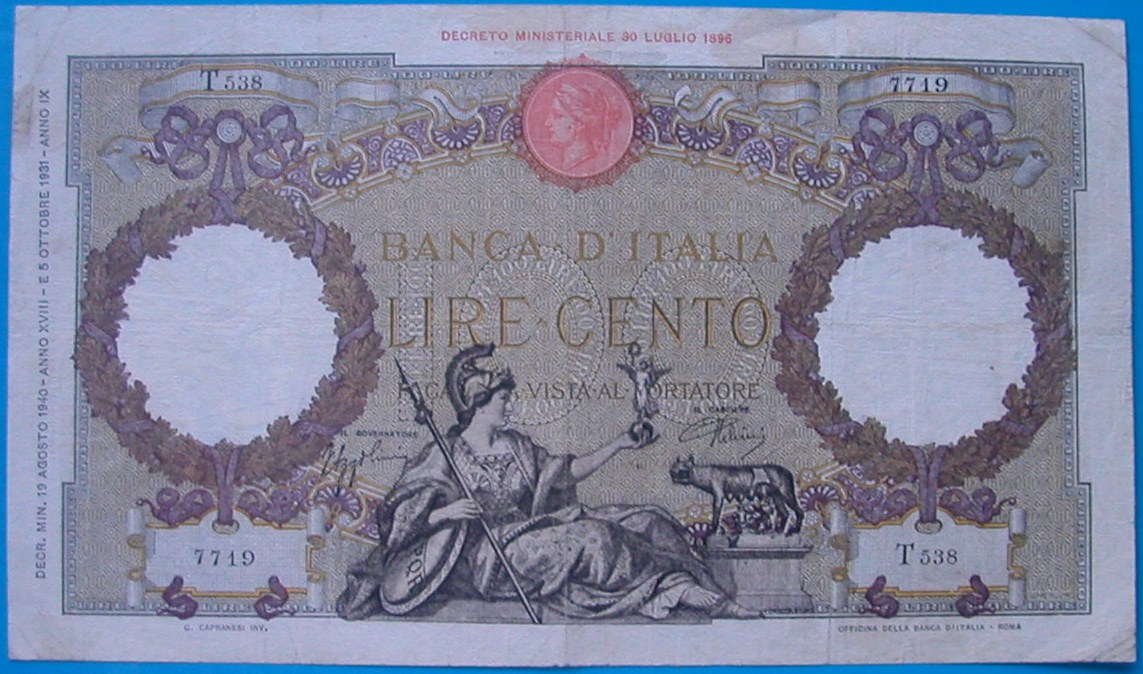 DECRETO MINISTERIALE 30 LUGLIO 1896
T 538
7719
DECR. MIN. 19 AGOSTO 1940 - ANNO XVIII - E 5 OTTOBRE 1931 - ANNO IX
BANCA D'ITALIA
LIRE·CENTO
VISTA·AL
IL GOVERNATORE
IL CASSIERE
7719
T 538
G. CAPRANESI INV.
OFFICINA DELLA BANCA D'ITALIA - ROMA